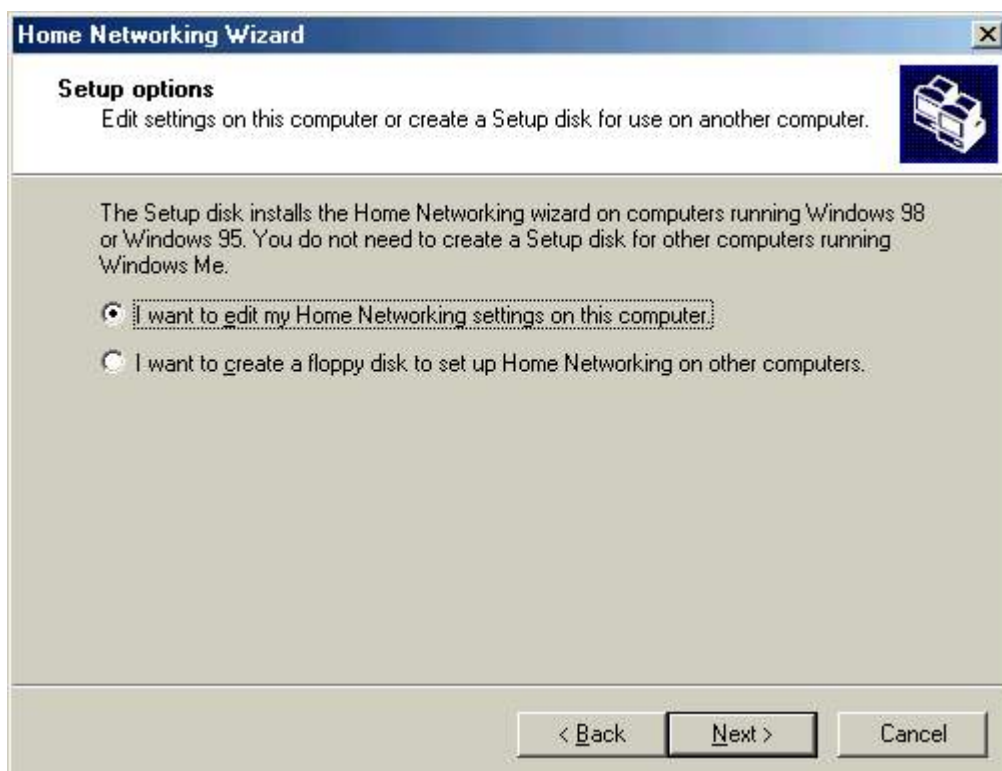 Home Networking Wizard
Setup options
Edit settings on this computer or create a Setup disk for use on another computer.
The Setup disk installs the Home Networking wizard on computers running Windows 98
or Windows 95. You do not need to create a Setup disk for other computers running
Windows Me.
I want to edit my Home Networking settings on this computer.
I want to create a floppy disk to set up Home Networking on other computers.
< Back Next > Cancel